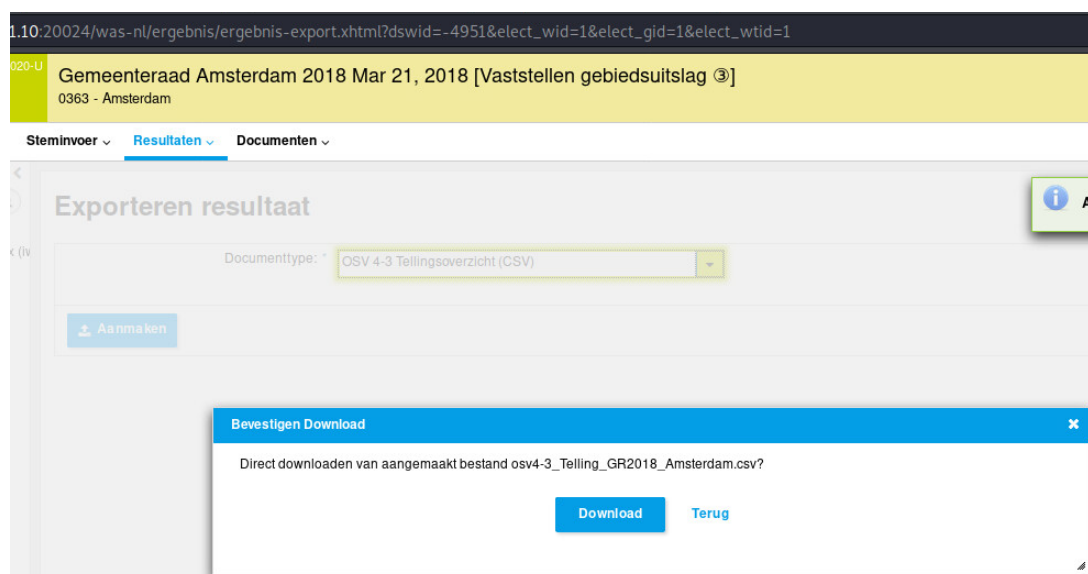 1.10:20024/was-nl/ergebnis/ergebnis-export.xhtml?dswid=-4951&elect_wid=1&elect_gid=1&elect_wtid=1
020-U
Gemeenteraad Amsterdam 2018 Mar 21, 2018 [Vaststellen gebiedsuitslag ③]
0363 - Amsterdam
Steminvoer Resultaten Documenten
Exporteren resultaat
A
Documenttype: * OSV 4-3 Tellingsoverzicht (CSV)
Aanmaken
Bevestigen Download
Direct downloaden van aangemaakt bestand osv4-3_Telling_GR2018_Amsterdam.csv?
Download Terug